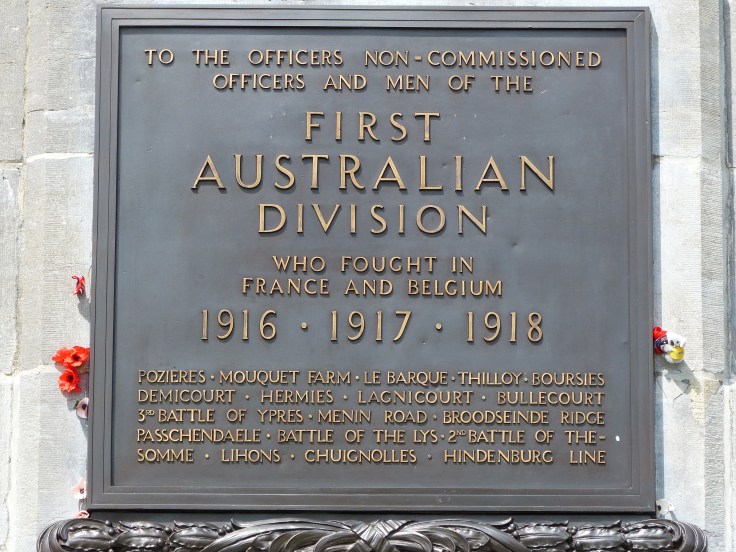 TO THE OFFICERS NON-COMMISSIONED
OFFICERS AND MEN OF THE
FIRST
AUSTRALIAN
DIVISION
WHO FOUGHT IN
FRANCE AND BELGIUM
1916 · 1917 · 1918
POZIÈRES · MOUQUET FARM · LE BARQUE · THILLOY · BOURSIES
DEMICOURT · HERMIES · LAGNICOURT · BULLECOURT
3RD BATTLE OF YPRES · MENIN ROAD · BROODSEINDE RIDGE
PASSCHENDAELE · BATTLE OF THE LYS · 2ND BATTLE OF THE-
SOMME · LIHONS · CHUIGNOLLES · HINDENBURG LINE